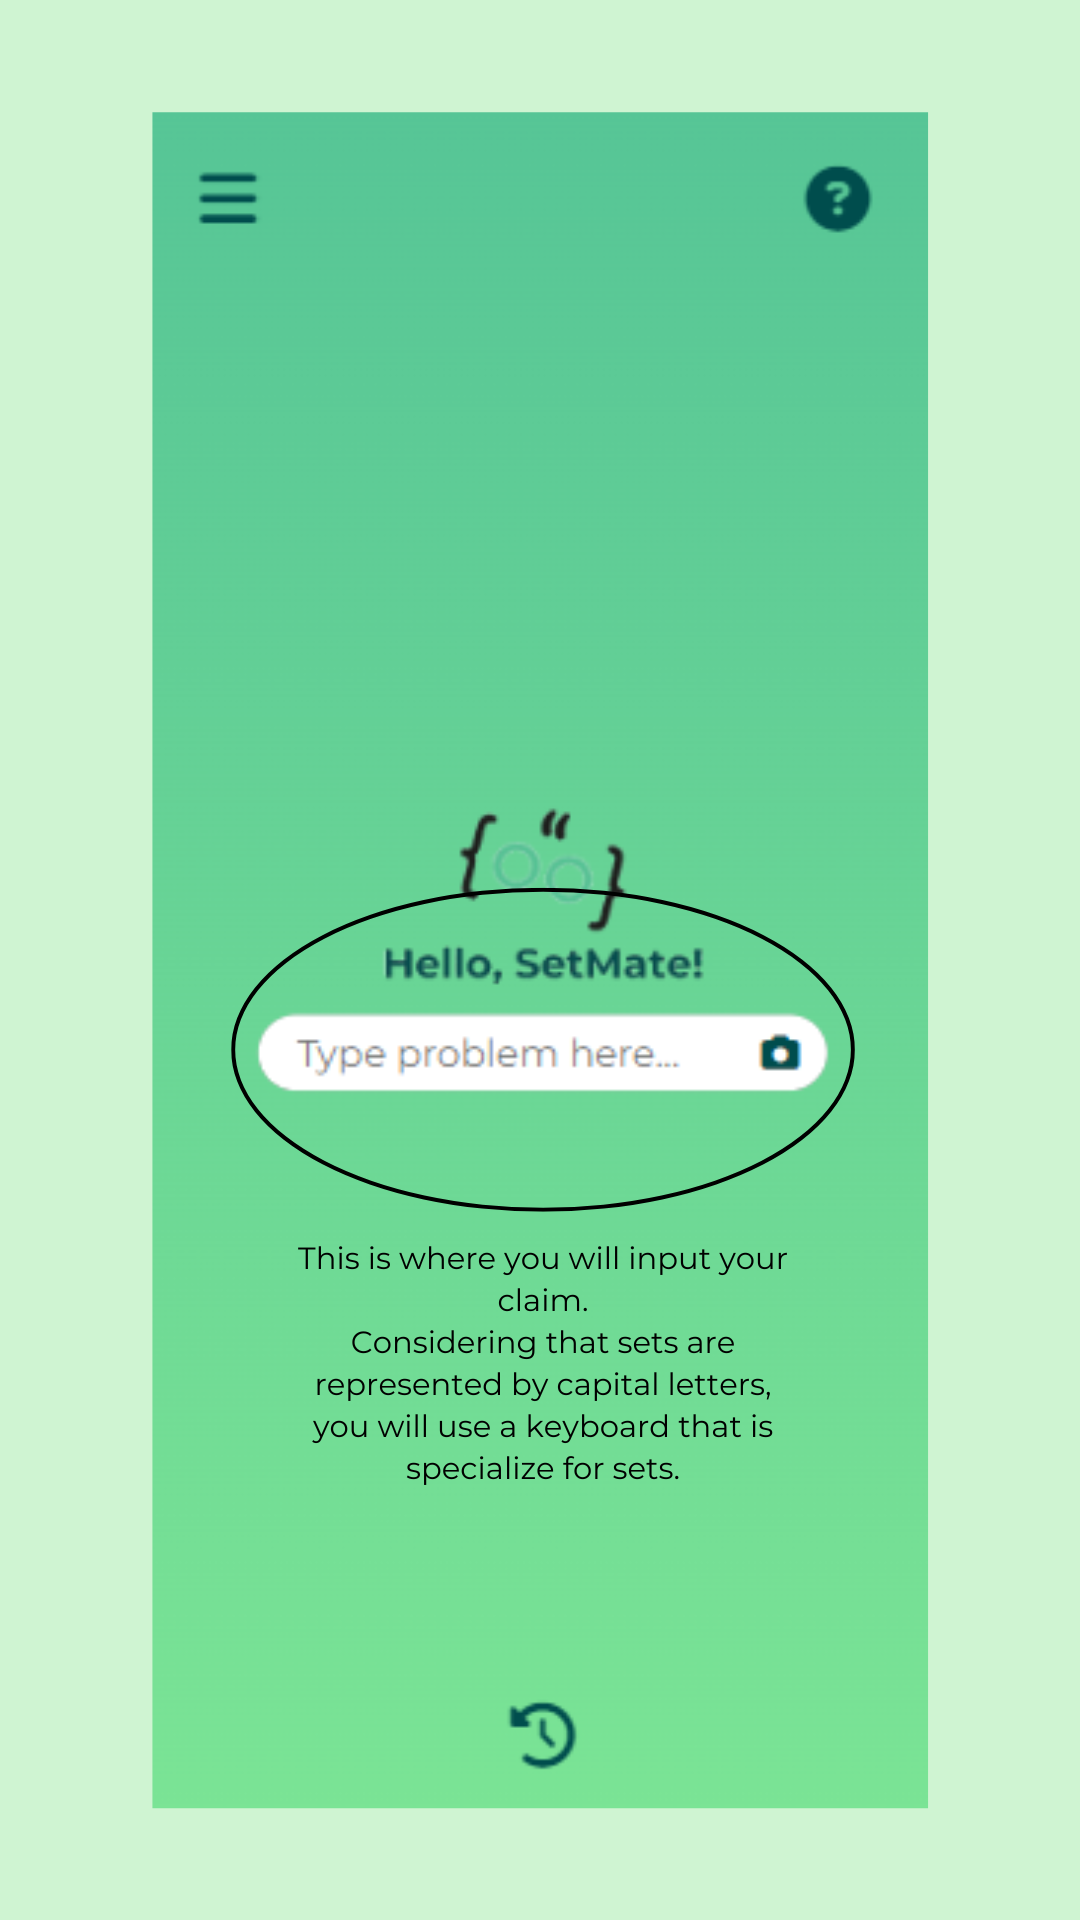 ?
{ “ }
Hello, SetMate!
Type problem here...
This is where you will input your
claim.
Considering that sets are
represented by capital letters,
you will use a keyboard that is
specialize for sets.